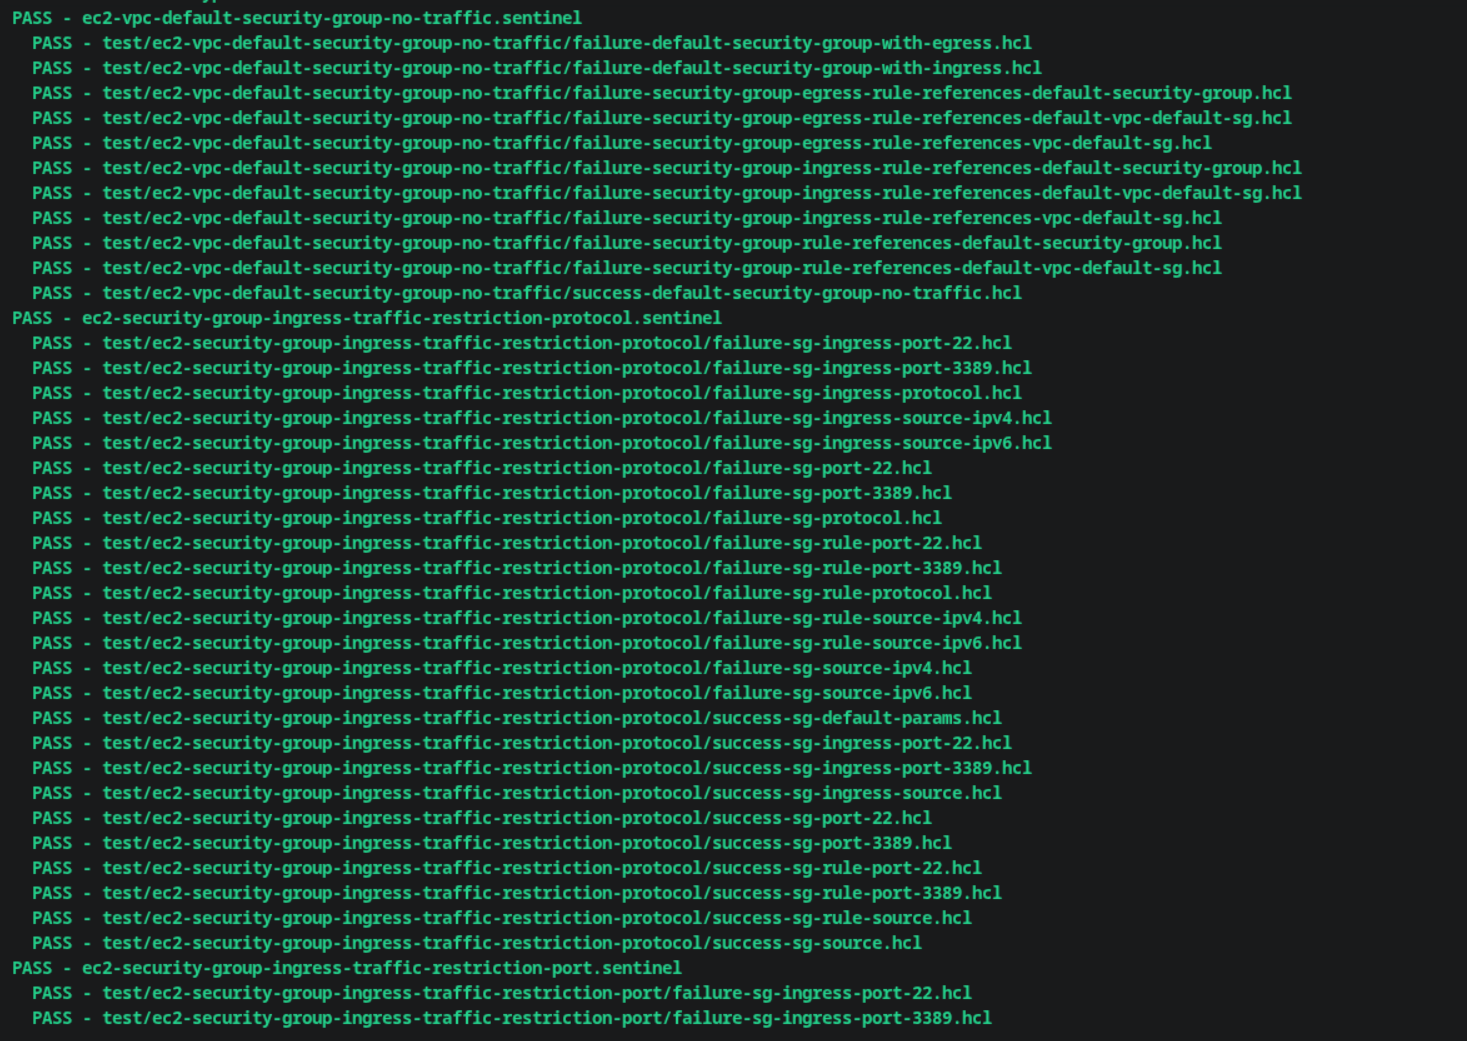 PASS - ec2-vpc-default-security-group-no-traffic.sentinel
PASS - test/ec2-vpc-default-security-group-no-traffic/failure-default-security-group-with-egress.hcl
PASS - test/ec2-vpc-default-security-group-no-traffic/failure-default-security-group-with-ingress.hcl
PASS - test/ec2-vpc-default-security-group-no-traffic/failure-security-group-egress-rule-references-default-security-group.hcl
PASS - test/ec2-vpc-default-security-group-no-traffic/failure-security-group-egress-rule-references-default-vpc-default-sg.hcl
PASS - test/ec2-vpc-default-security-group-no-traffic/failure-security-group-egress-rule-references-vpc-default-sg.hcl
PASS - test/ec2-vpc-default-security-group-no-traffic/failure-security-group-ingress-rule-references-default-security-group.hcl
PASS - test/ec2-vpc-default-security-group-no-traffic/failure-security-group-ingress-rule-references-default-vpc-default-sg.hcl
PASS - test/ec2-vpc-default-security-group-no-traffic/failure-security-group-ingress-rule-references-vpc-default-sg.hcl
PASS - test/ec2-vpc-default-security-group-no-traffic/failure-security-group-rule-references-default-security-group.hcl
PASS - test/ec2-vpc-default-security-group-no-traffic/failure-security-group-rule-references-default-vpc-default-sg.hcl
PASS - test/ec2-vpc-default-security-group-no-traffic/success-default-security-group-no-traffic.hcl
PASS - ec2-security-group-ingress-traffic-restriction-protocol.sentinel
PASS - test/ec2-security-group-ingress-traffic-restriction-protocol/failure-sg-ingress-port-22.hcl
PASS - test/ec2-security-group-ingress-traffic-restriction-protocol/failure-sg-ingress-port-3389.hcl
PASS - test/ec2-security-group-ingress-traffic-restriction-protocol/failure-sg-ingress-protocol.hcl
PASS - test/ec2-security-group-ingress-traffic-restriction-protocol/failure-sg-ingress-source-ipv4.hcl
PASS - test/ec2-security-group-ingress-traffic-restriction-protocol/failure-sg-ingress-source-ipv6.hcl
PASS - test/ec2-security-group-ingress-traffic-restriction-protocol/failure-sg-port-22.hcl
PASS - test/ec2-security-group-ingress-traffic-restriction-protocol/failure-sg-port-3389.hcl
PASS - test/ec2-security-group-ingress-traffic-restriction-protocol/failure-sg-protocol.hcl
PASS - test/ec2-security-group-ingress-traffic-restriction-protocol/failure-sg-rule-port-22.hcl
PASS - test/ec2-security-group-ingress-traffic-restriction-protocol/failure-sg-rule-port-3389.hcl
PASS - test/ec2-security-group-ingress-traffic-restriction-protocol/failure-sg-rule-protocol.hcl
PASS - test/ec2-security-group-ingress-traffic-restriction-protocol/failure-sg-rule-source-ipv4.hcl
PASS - test/ec2-security-group-ingress-traffic-restriction-protocol/failure-sg-rule-source-ipv6.hcl
PASS - test/ec2-security-group-ingress-traffic-restriction-protocol/failure-sg-source-ipv4.hcl
PASS - test/ec2-security-group-ingress-traffic-restriction-protocol/failure-sg-source-ipv6.hcl
PASS - test/ec2-security-group-ingress-traffic-restriction-protocol/success-sg-default-params.hcl
PASS - test/ec2-security-group-ingress-traffic-restriction-protocol/success-sg-ingress-port-22.hcl
PASS - test/ec2-security-group-ingress-traffic-restriction-protocol/success-sg-ingress-port-3389.hcl
PASS - test/ec2-security-group-ingress-traffic-restriction-protocol/success-sg-ingress-source.hcl
PASS - test/ec2-security-group-ingress-traffic-restriction-protocol/success-sg-port-22.hcl
PASS - test/ec2-security-group-ingress-traffic-restriction-protocol/success-sg-port-3389.hcl
PASS - test/ec2-security-group-ingress-traffic-restriction-protocol/success-sg-rule-port-22.hcl
PASS - test/ec2-security-group-ingress-traffic-restriction-protocol/success-sg-rule-port-3389.hcl
PASS - test/ec2-security-group-ingress-traffic-restriction-protocol/success-sg-rule-source.hcl
PASS - test/ec2-security-group-ingress-traffic-restriction-protocol/success-sg-source.hcl
PASS - ec2-security-group-ingress-traffic-restriction-port.sentinel
PASS - test/ec2-security-group-ingress-traffic-restriction-port/failure-sg-ingress-port-22.hcl
PASS - test/ec2-security-group-ingress-traffic-restriction-port/failure-sg-ingress-port-3389.hcl